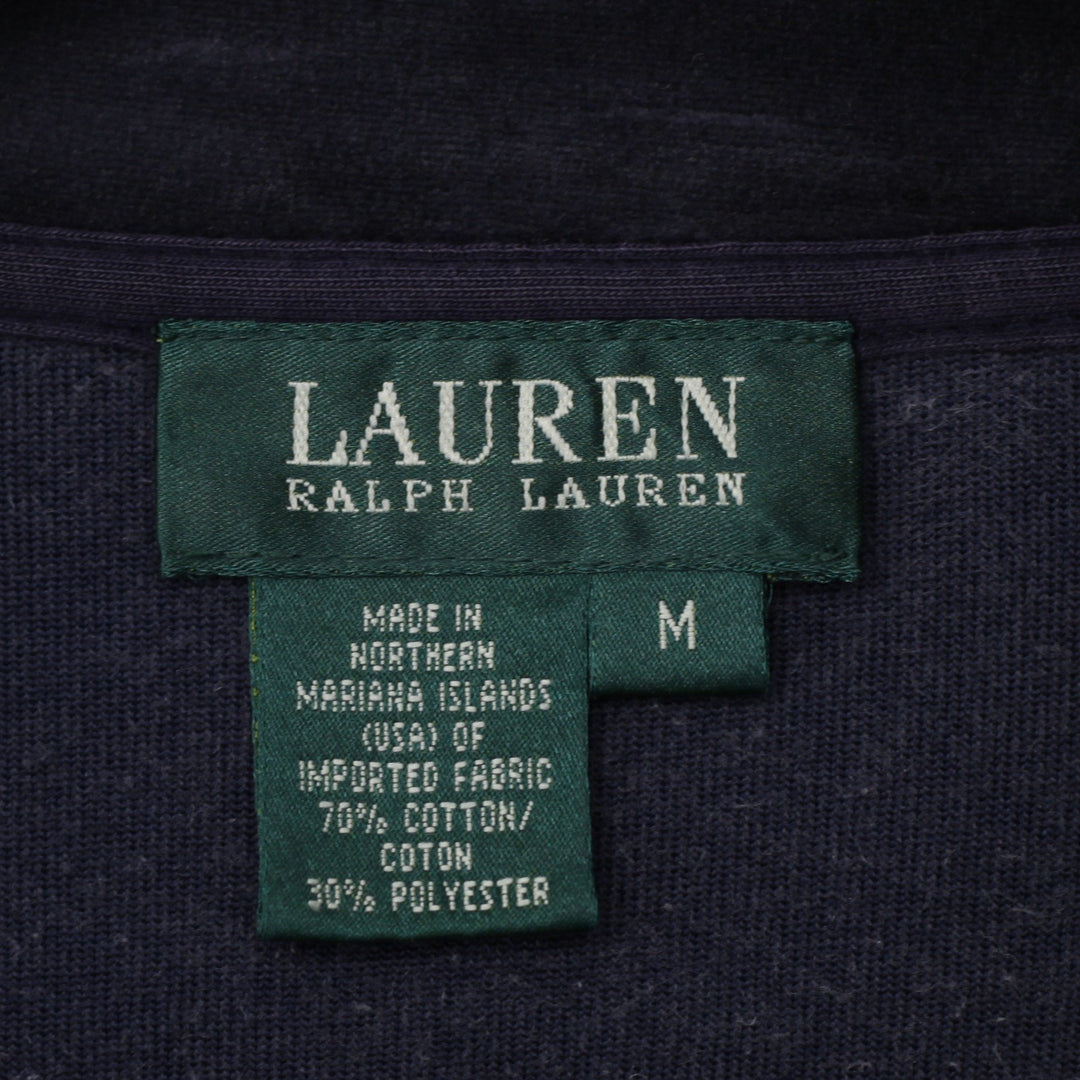 LAUREN
RALPH LAUREN
M
MADE IN
NORTHERN
MARIANA ISLANDS
(USA) OF
IMPORTED FABRIC
70% COTTON/
COTON
30% POLYESTER